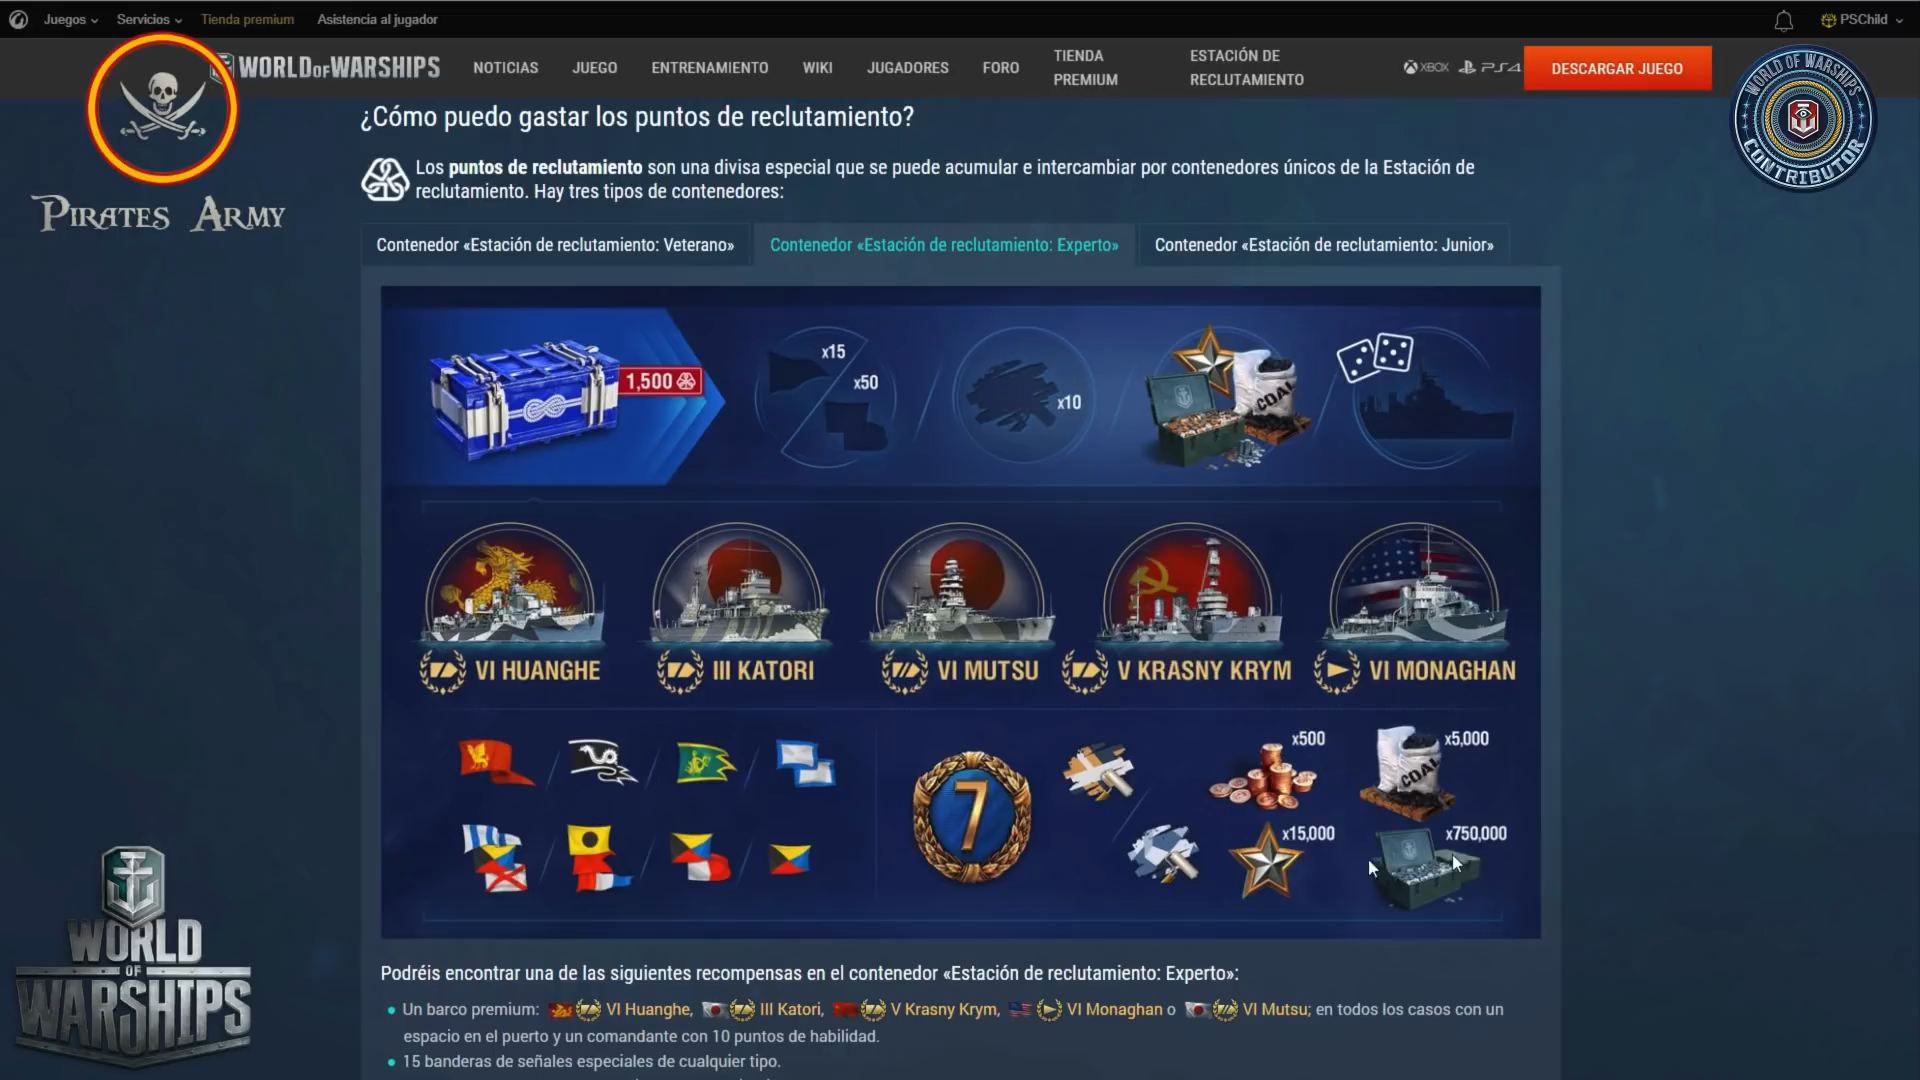 Juegos
Servicios
Tienda premium
Asistencia al jugador
PSChild
WORLD OF WARSHIPS
NOTICIAS
JUEGO
ENTRENAMIENTO
WIKI
JUGADORES
FORO
TIENDA
PREMIUM
ESTACIÓN DE
RECLUTAMIENTO
XBOX
PS4
DESCARGAR JUEGO
WORLD OF WARSHIPS
CONTRIBUTOR
PIRATES ARMY
¿Cómo puedo gastar los puntos de reclutamiento?
Los puntos de reclutamiento son una divisa especial que se puede acumular e intercambiar por contenedores únicos de la Estación de
reclutamiento. Hay tres tipos de contenedores:
Contenedor «Estación de reclutamiento: Veterano»
Contenedor «Estación de reclutamiento: Experto»
Contenedor «Estación de reclutamiento: Junior»
1,500
x15
x50
x10
COAL
VI HUANGHE
III KATORI
VI MUTSU
V KRASNY KRYM
VI MONAGHAN
7
x500
x5,000
COAL
x15,000
x750,000
WORLD
OF
WARSHIPS
Podréis encontrar una de las siguientes recompensas en el contenedor «Estación de reclutamiento: Experto»:
Un barco premium: VI Huanghe, III Katori, V Krasny Krym, VI Monaghan o VI Mutsu; en todos los casos con un
espacio en el puerto y un comandante con 10 puntos de habilidad.
15 banderas de señales especiales de cualquier tipo.